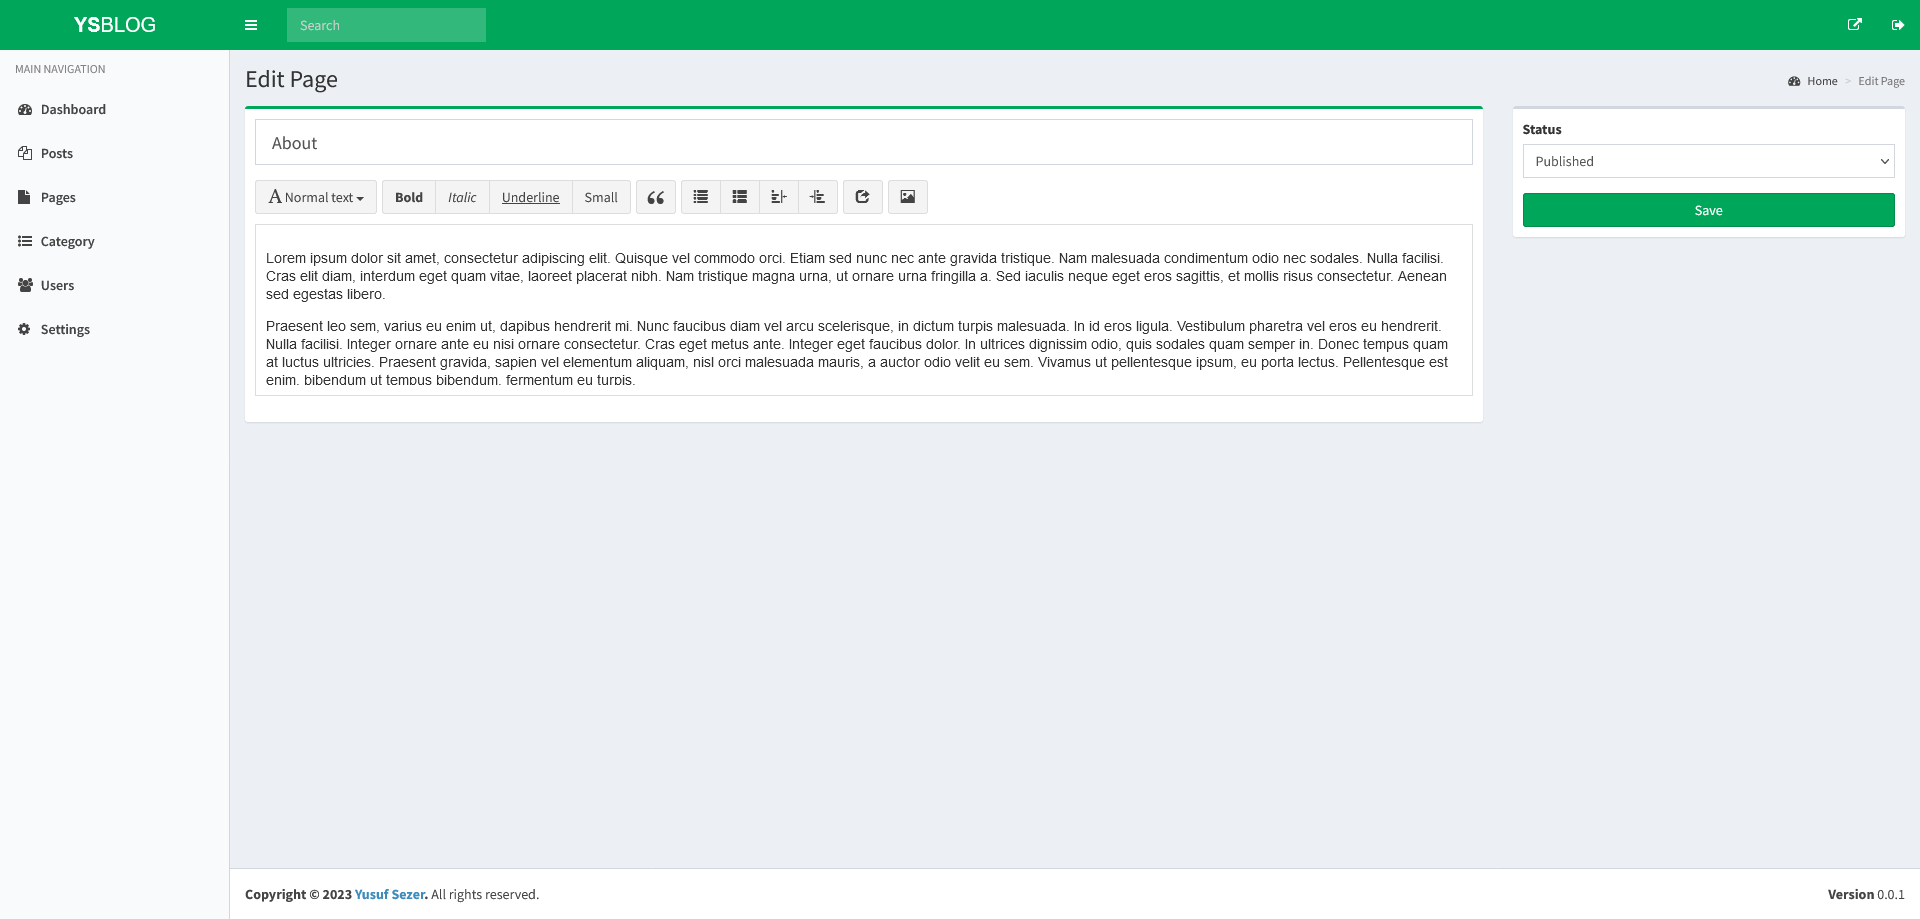 YSBLOG
Search
MAIN NAVIGATION
Dashboard
Posts
Pages
Category
Users
Settings
Edit Page
Home > Edit Page
About
A Normal text Bold Italic Underline Small
Lorem ipsum dolor sit amet, consectetur adipiscing elit. Quisque vel commodo orci. Etiam sed nunc nec ante gravida tristique. Nam malesuada condimentum odio nec sodales. Nulla facilisi.
Cras elit diam, interdum eget quam vitae, laoreet placerat nibh. Nam tristique magna urna, ut ornare urna fringilla a. Sed iaculis neque eget eros sagittis, et mollis risus consectetur. Aenean
sed egestas libero.
Praesent leo sem, varius eu enim ut, dapibus hendrerit mi. Nunc faucibus diam vel arcu scelerisque, in dictum turpis malesuada. In id eros ligula. Vestibulum pharetra vel eros eu hendrerit.
Nulla facilisi. Integer ornare ante eu nisi ornare consectetur. Cras eget metus ante. Integer eget faucibus dolor. In ultrices dignissim odio, quis sodales quam semper in. Donec tempus quam
at luctus ultricies. Praesent gravida, sapien vel elementum aliquam, nisl orci malesuada mauris, a auctor odio velit eu sem. Vivamus ut pellentesque ipsum, eu porta lectus. Pellentesque est
enim, bibendum ut tempus bibendum, fermentum eu turpis.
Status
Published
Save
Copyright © 2023 Yusuf Sezer. All rights reserved.
Version 0.0.1